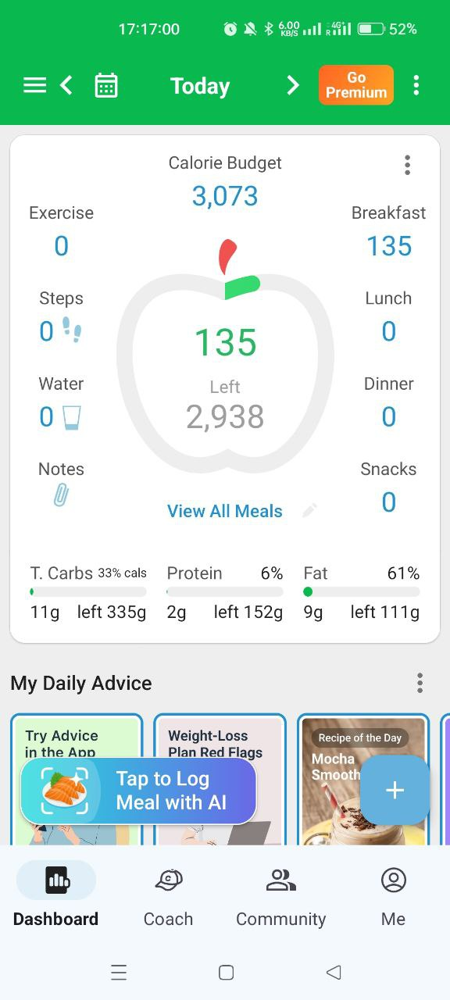 17:17:00
6.00
KB/S
4G+
R
52%
Today
Go
Premium
Calorie Budget
3,073
Exercise
0
Breakfast
135
Steps
0
Lunch
0
135
Water
0
Left
2,938
Dinner
0
Notes
Snacks
0
View All Meals
T. Carbs 33% cals
Protein 6%
Fat 61%
11g left 335g
2g left 152g
9g left 111g
My Daily Advice
Try Advice
in the App
Weight-Loss
Plan Red Flags
Recipe of the Day
Mocha
Smooth
Tap to Log
Meal with AI
+
C
Dashboard
Coach
Community
Me